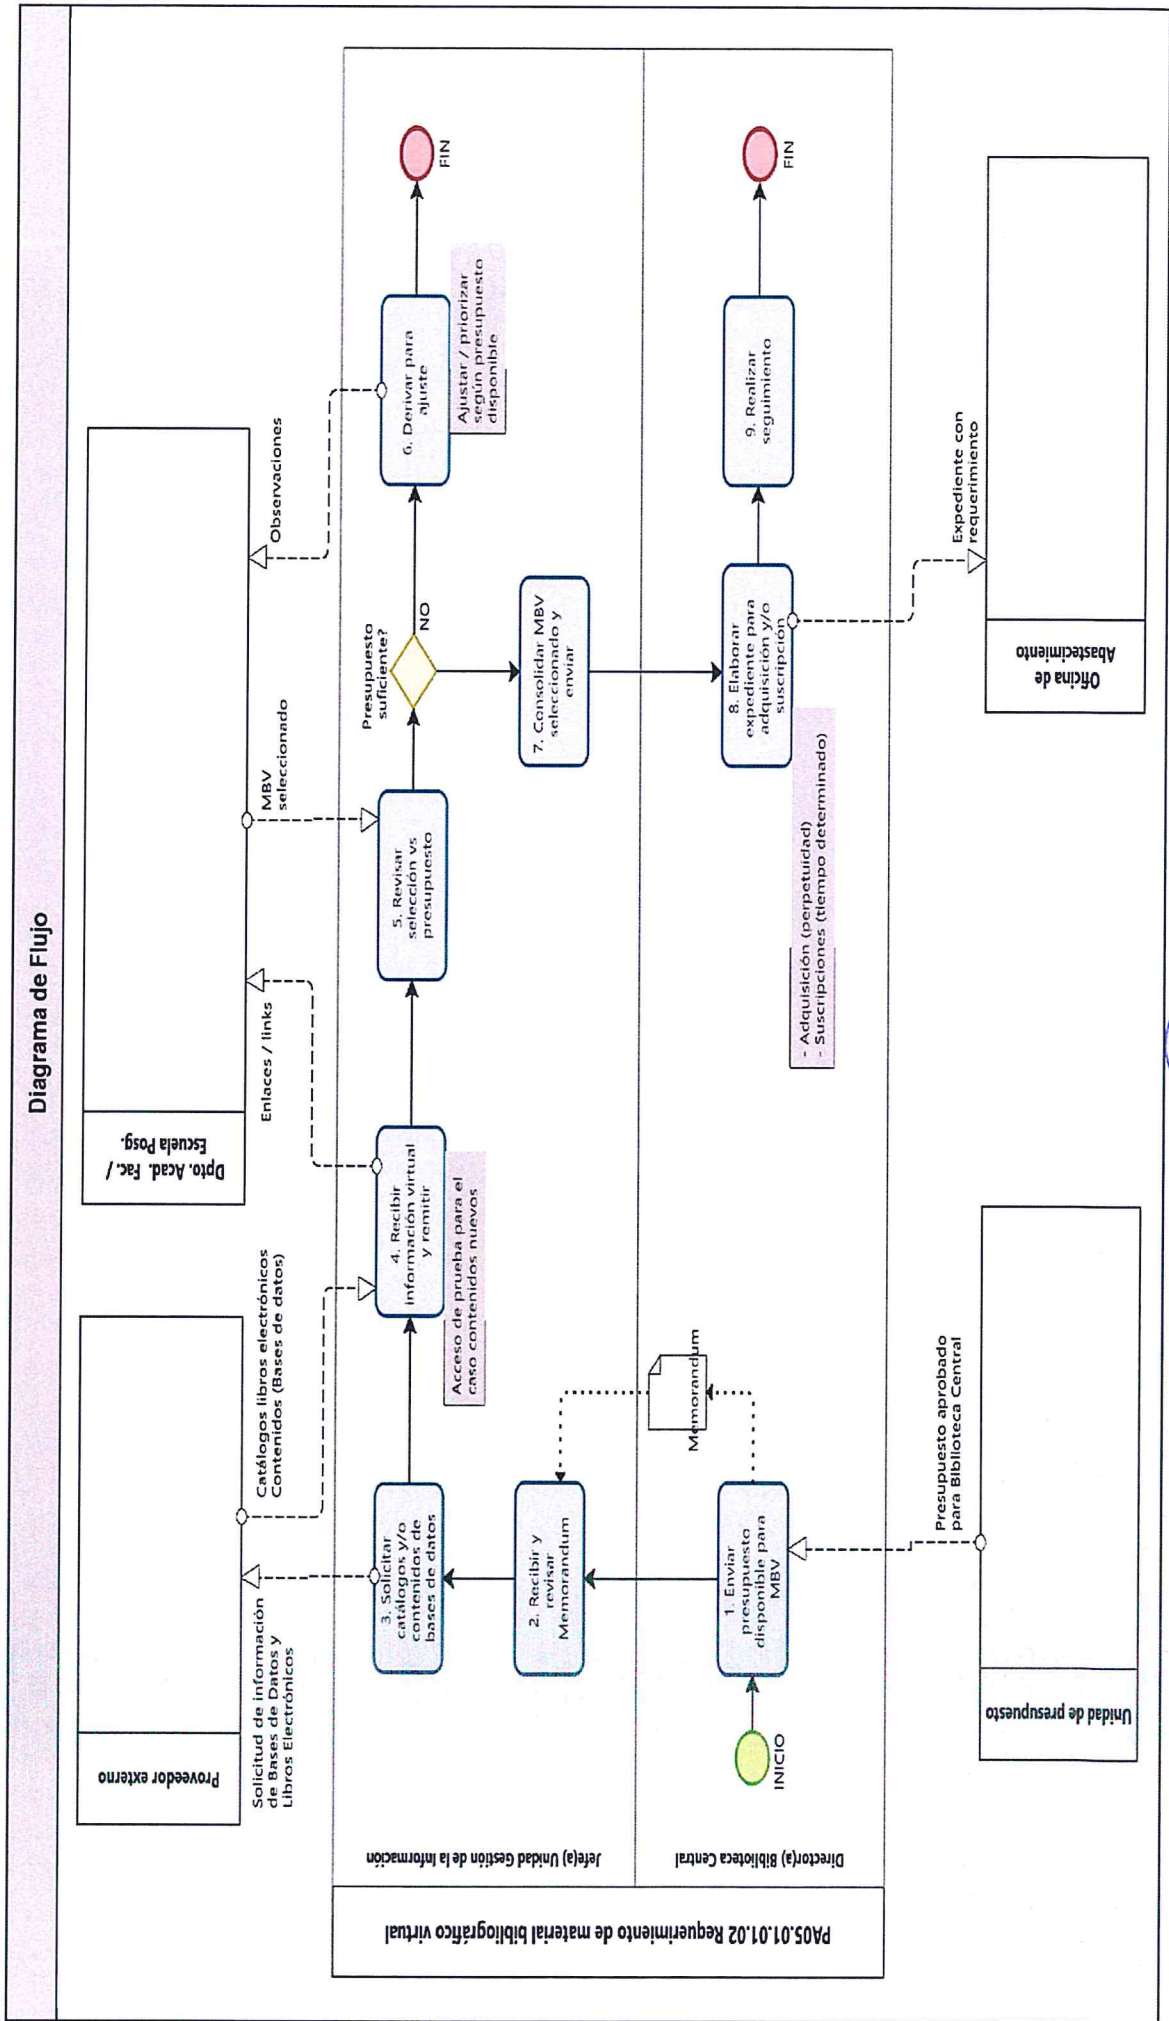 Diagrama de Flujo
Proveedor externo
Solicitud de información
de Bases de Datos y
Libros Electrónicos
Catálogos libros electrónicos
Contenidos (Bases de datos)
Dpto. Acad. Fac. /
Escuela Posg.
Enlaces / links
MBV
seleccionado
Observaciones
PA05.01.01.02 Requerimiento de material bibliográfico virtual
Jefe(a) Unidad Gestión de la Información
3. Solicitar
catálogos y/o
contenidos de
bases de datos
4. Recibir
información virtual
y remitir
Acceso de prueba para el
caso contenidos nuevos
5. Revisar
selección vs
presupuesto
Presupuesto
suficiente?
NO
6. Derivar para
ajuste
Ajustar / priorizar
según presupuesto
disponible
FIN
2. Recibir y
revisar
Memorandum
7. Consolidar MBV
seleccionado y
enviar
Director(a) Biblioteca Central
INICIO
1. Enviar
presupuesto
disponible para
MBV
Memorandum
8. Elaborar
expediente para
adquisición y/o
suscripción
- Adquisición (perpetuidad)
- Suscripciones (tiempo determinado)
9. Realizar
seguimiento
FIN
Presupuesto aprobado
para Biblioteca Central
Unidad de presupuesto
Expediente con
requerimiento
Oficina de
Abastecimiento